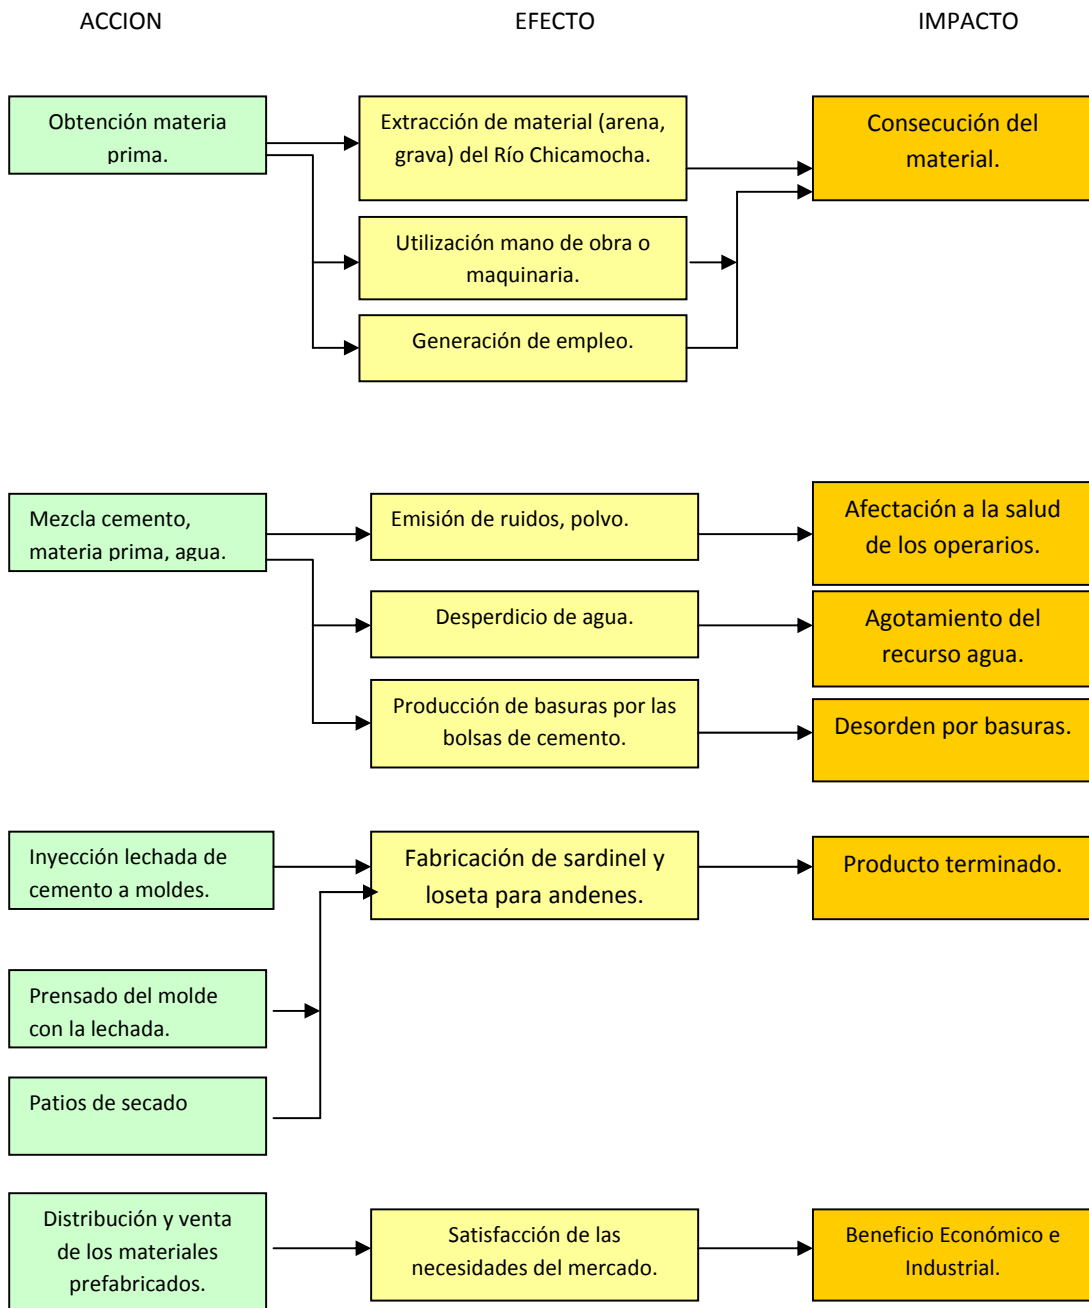 ACCION
EFECTO
IMPACTO
Obtención materia
prima.
Extracción de material (arena,
grava) del Río Chicamocha.
Consecución del
material.
Utilización mano de obra o
maquinaria.
Generación de empleo.
Mezcla cemento,
materia prima, agua.
Emisión de ruidos, polvo.
Afectación a la salud
de los operarios.
Desperdicio de agua.
Agotamiento del
recurso agua.
Producción de basuras por las
bolsas de cemento.
Desorden por basuras.
Inyección lechada de
cemento a moldes.
Fabricación de sardinel y
loseta para andenes.
Producto terminado.
Prensado del molde
con la lechada.
Patios de secado
Distribución y venta
de los materiales
prefabricados.
Satisfacción de las
necesidades del mercado.
Beneficio Económico e
Industrial.